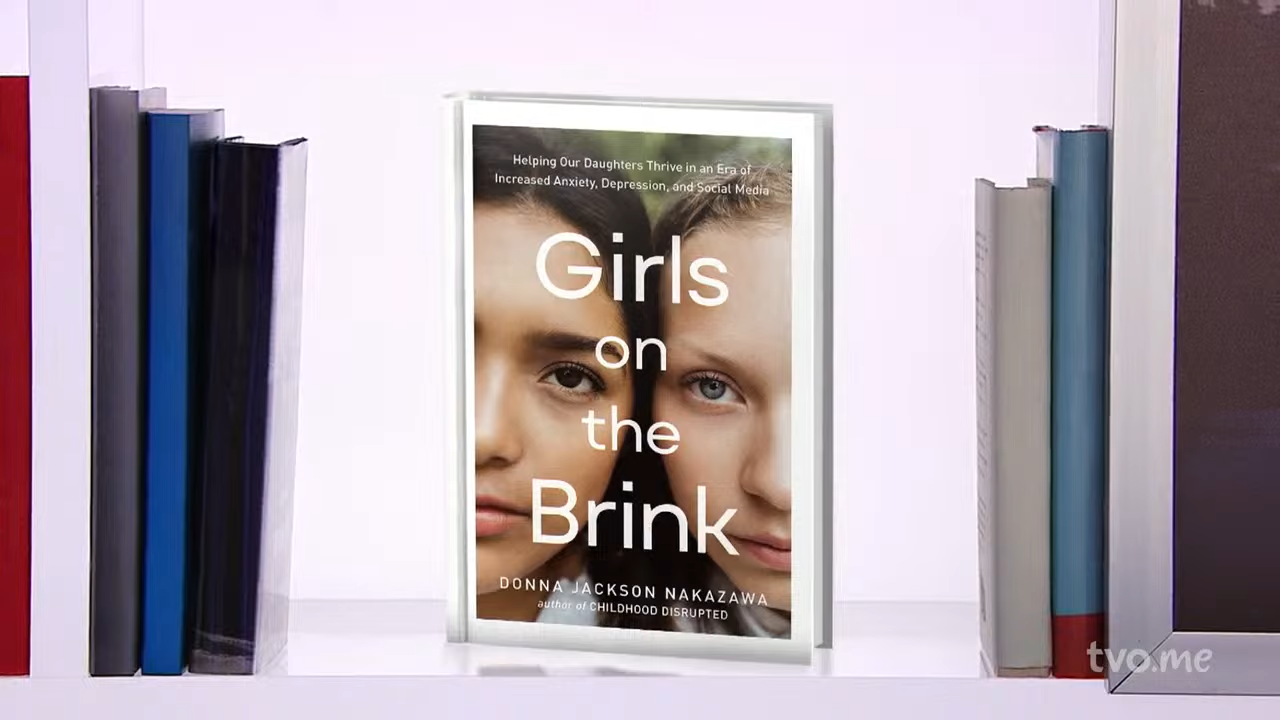 Helping Our Daughters Thrive in an Era of
Increased Anxiety, Depression, and Social Media
Girls
on
the
Brink
DONNA JACKSON NAKAZAWA
author of CHILDHOOD DISRUPTED
tvo.me